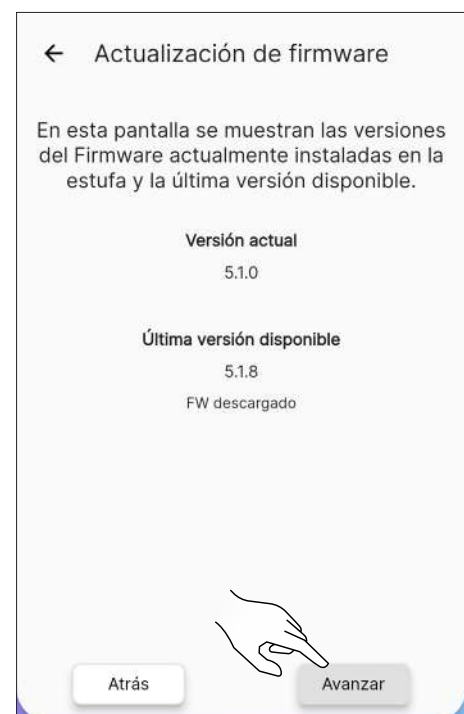 ← Actualización de firmware
En esta pantalla se muestran las versiones
del Firmware actualmente instaladas en la
estufa y la última versión disponible.
Versión actual
5.1.0
Última versión disponible
5.1.8
FW descargado
Atrás
Avanzar